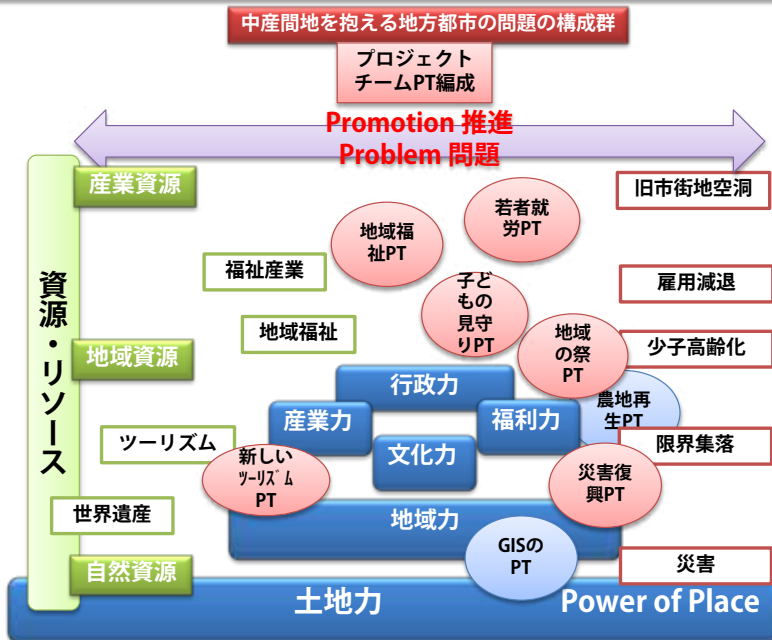 中産間地を抱える地方都市の問題の構成群
プロジェクト
チームPT編成
Promotion 推進
Problem 問題
産業資源
旧市街地空洞
若者就
労PT
地域福
祉PT
福祉産業
雇用減退
子ど
もの
見守
りPT
資源・リソース
地域福祉
地域
の祭
PT
少子高齢化
地域資源
行政力
産業力
福利力
農地再
生PT
ツーリズム
文化力
限界集落
新しい
ﾂｰﾘｽﾞﾑ
PT
災害復
興PT
世界遺産
地域力
GISの
PT
災害
自然資源
土地力
Power of Place